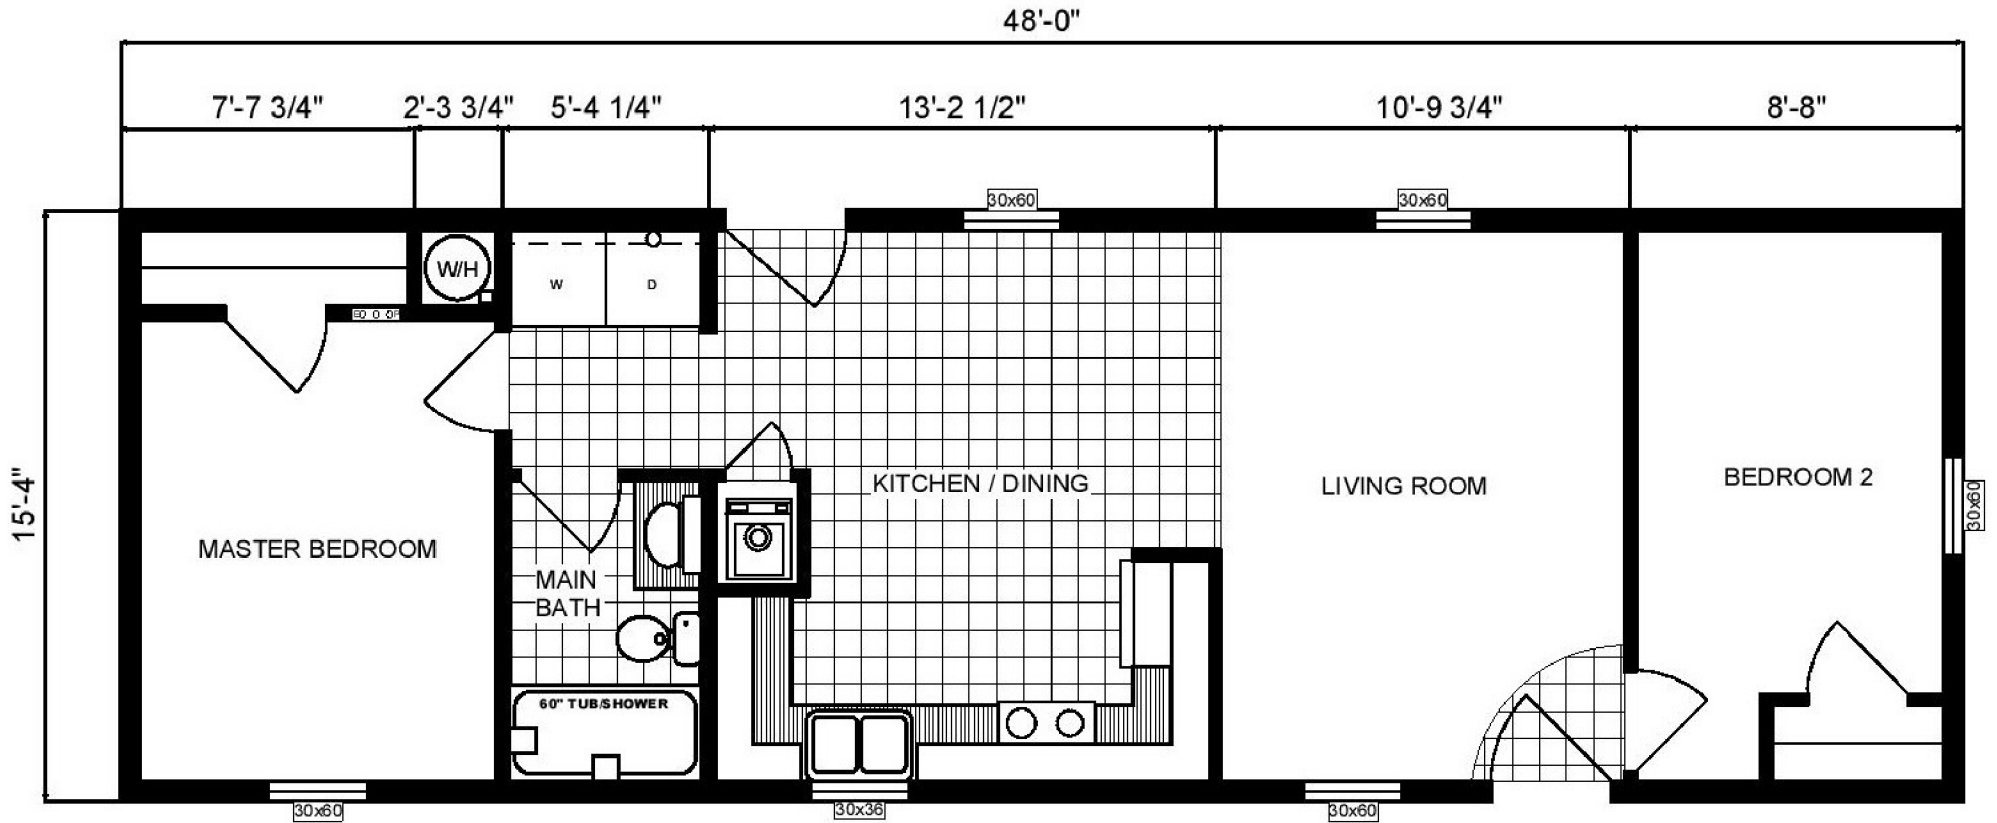 48'-0"
7'-7 3/4" 2'-3 3/4" 5'-4 1/4" 13'-2 1/2" 10'-9 3/4" 8'-8"
30x60 30x60
W/H
W D
15'-4"
KITCHEN / DINING
LIVING ROOM
BEDROOM 2
30x60
MASTER BEDROOM
MAIN
BATH
60" TUB/SHOWER
30x60 30x36 30x60